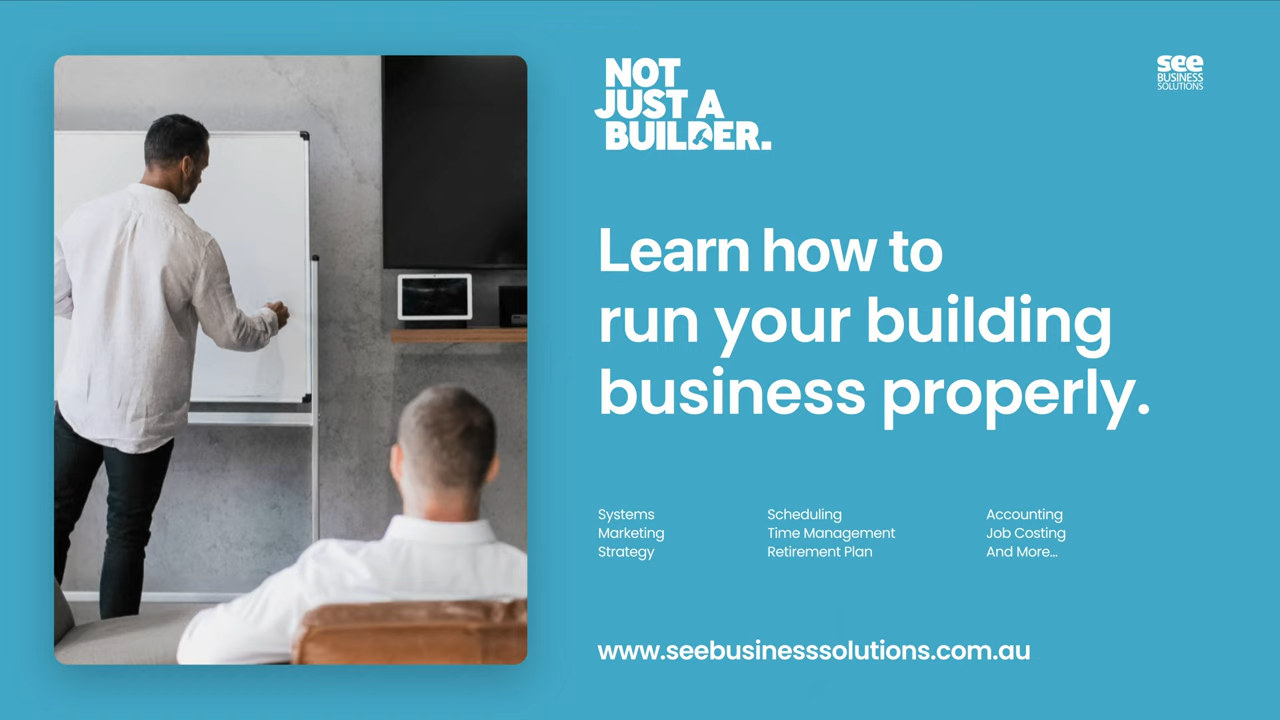 NOT
JUST A
BUILDER.
see
BUSINESS
SOLUTIONS
Learn how to
run your building
business properly.
Systems
Marketing
Strategy
Scheduling
Time Management
Retirement Plan
Accounting
Job Costing
And More...
www.seebusinesssolutions.com.au